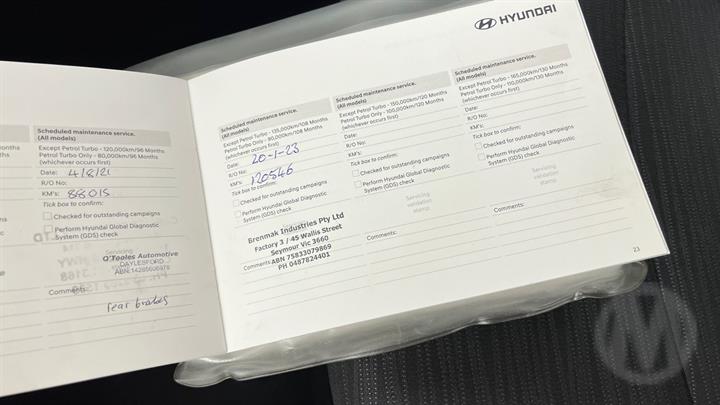 HYUNDAI
months
nths
Scheduled maintenance service.
(All models)
Except Petrol Turbo - 120,000km/96 Months
Petrol Turbo Only - 80,000km/96 Months
(whichever occurs first)
Date: 4/8/21
R/O No:
KM's: 88015
Tick box to confirm:
Checked for outstanding campaigns
Perform Hyundai Global Diagnostic
System (GDS) check
Servicing
O'Tooles Automotive
DAYLESFORD
Comments:
rear brakes
Scheduled maintenance service.
(All models)
Except Petrol Turbo - 135,000km/108 Months
Petrol Turbo Only - 90,000km/108 Months
(whichever occurs first)
Date: 20-1-23
R/O No:
KM's: 120546
Tick box to confirm:
Checked for outstanding campaigns
Perform Hyundai Global Diagnostic
System (GDS) check
Brenmak Industries Pty Ltd
Factory 3 / 45 Wallis Street
Seymour Vic 3660
Comments: ABN 75833079869
PH 0487824401
Scheduled maintenance service.
(All models)
Except Petrol Turbo - 150,000km/120 Months
Petrol Turbo Only - 100,000km/120 Months
(whichever occurs first)
Date:
R/O No:
KM's:
Tick box to confirm:
Checked for outstanding campaigns
Perform Hyundai Global Diagnostic
System (GDS) check
Servicing
validation
stamp
Comments:
Scheduled maintenance service.
(All models)
Except Petrol Turbo - 165,000km/130 Months
Petrol Turbo Only - 110,000km/130 Months
(whichever occurs first)
Date:
R/O No:
KM's:
Tick box to confirm:
Checked for outstanding campaigns
Perform Hyundai Global Diagnostic
System (GDS) check
Servicing
validation
stamp
Comments:
23
M